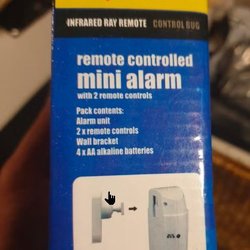 INFRARED RAY REMOTE CONTROL BUG
remote controlled
mini alarm
with 2 remote controls
Pack contents:
Alarm unit
2 x remote controls
Wall bracket
4 x AA alkaline batteries